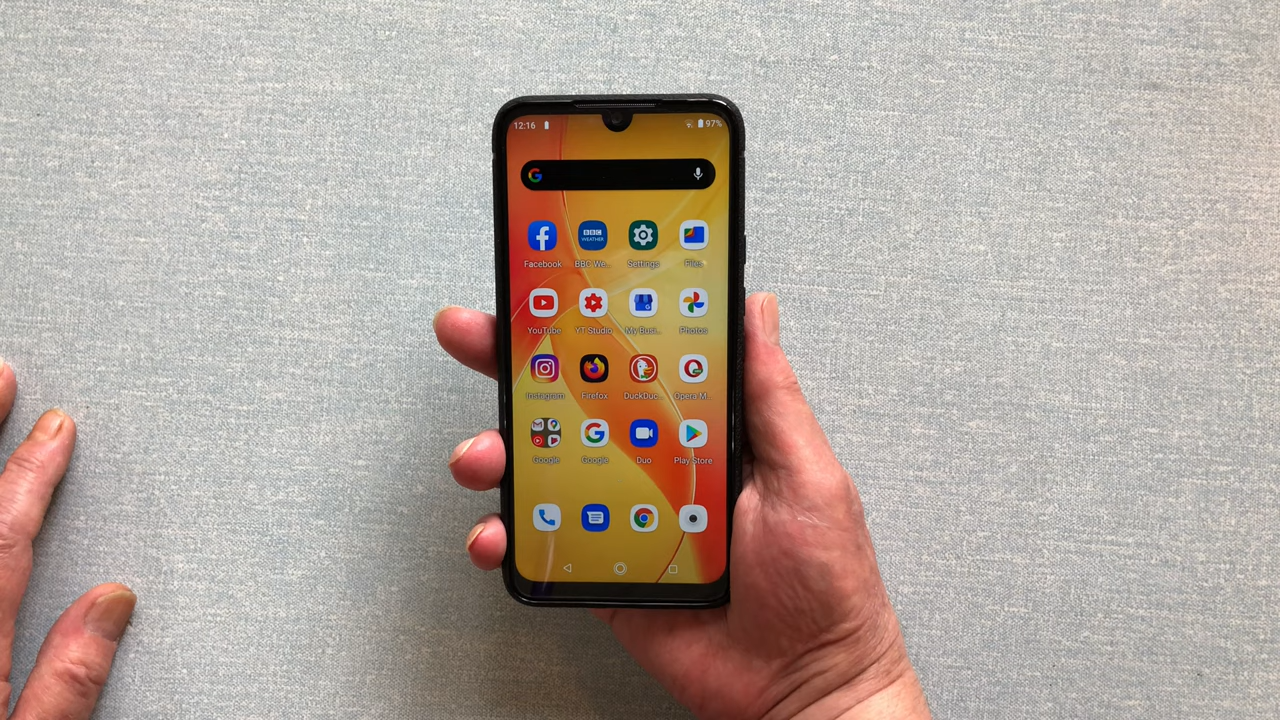 12:16 97%
BBC
WEATHER
Facebook BBC We... Settings Files
YouTube YT Studio My Busi... Photos
Instagram Firefox DuckDuc... Opera M...
Google Google Duo Play Store